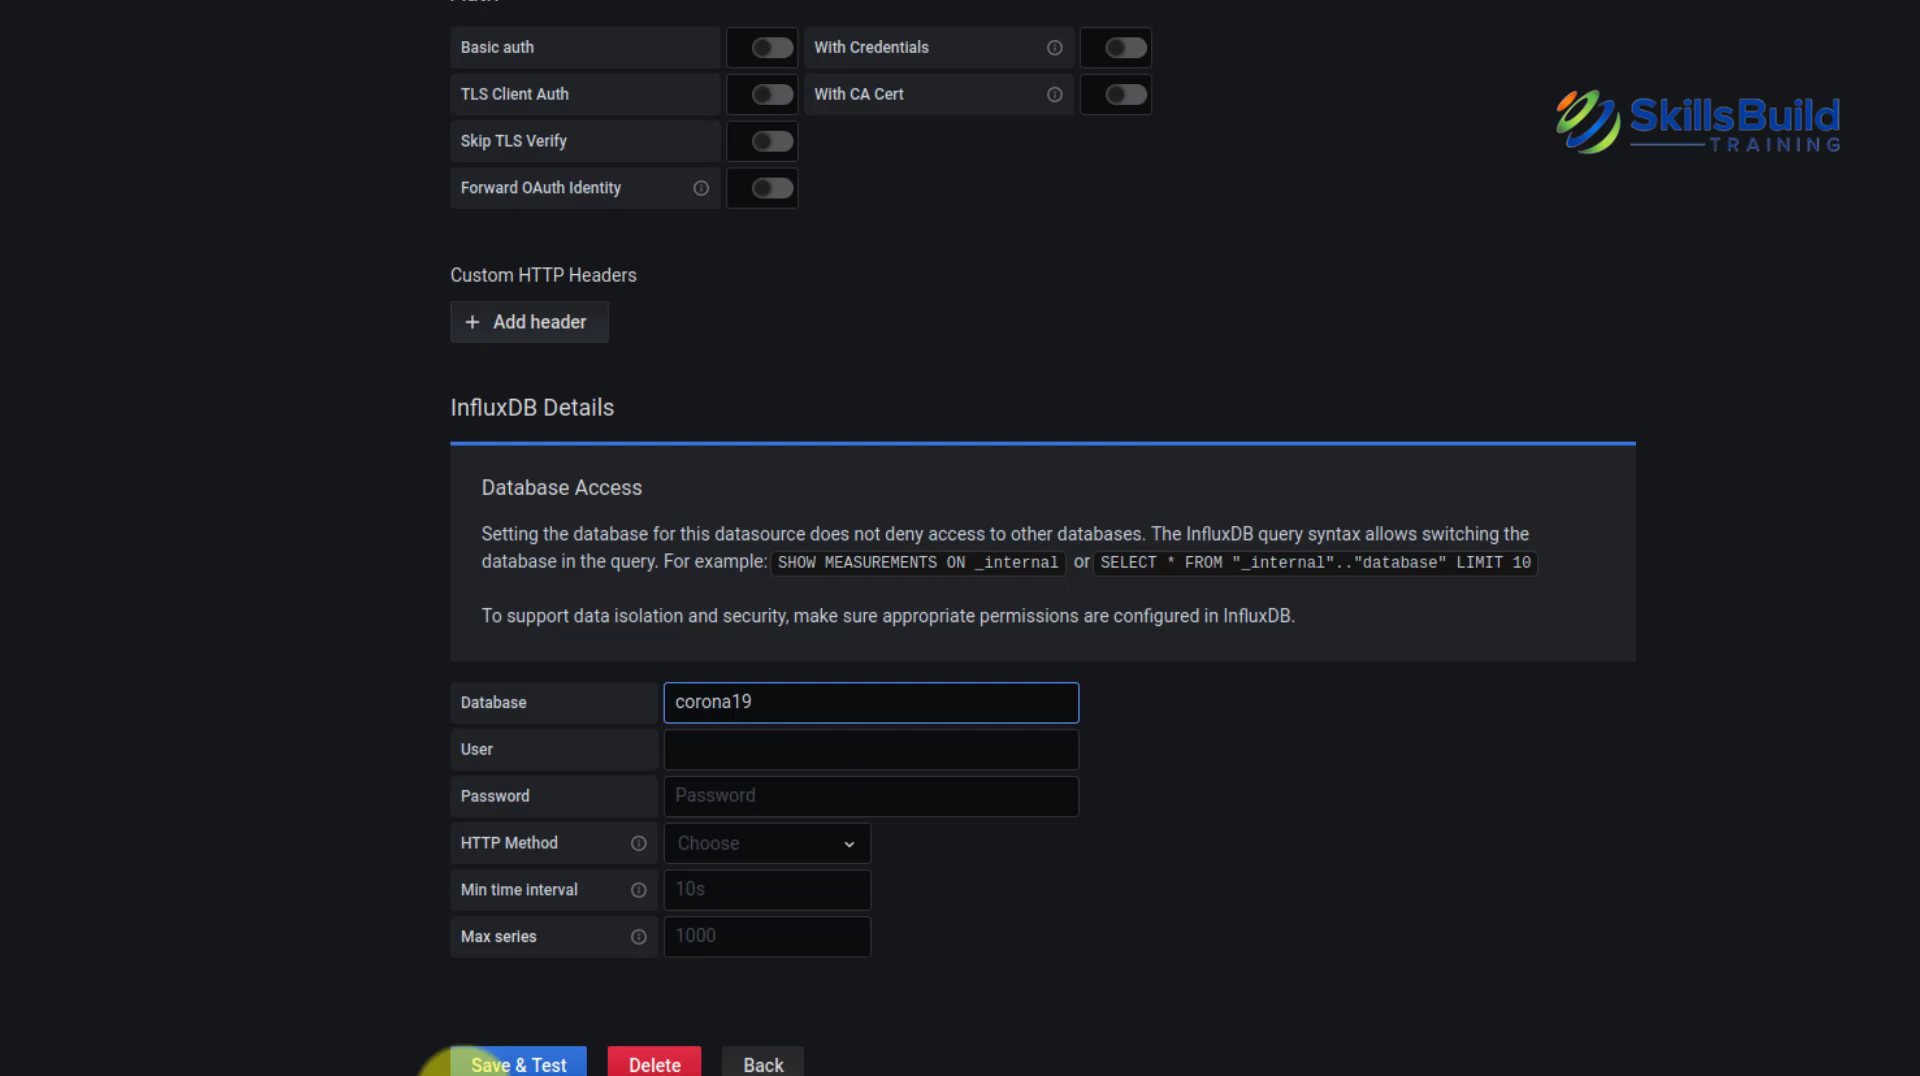 Basic auth
With Credentials
TLS Client Auth
With CA Cert
Skip TLS Verify
Forward OAuth Identity
SkillsBuild
TRAINING
Custom HTTP Headers
+ Add header
InfluxDB Details
Database Access
Setting the database for this datasource does not deny access to other databases. The InfluxDB query syntax allows switching the
database in the query. For example: SHOW MEASUREMENTS ON _internal or SELECT * FROM "_internal".."database" LIMIT 10
To support data isolation and security, make sure appropriate permissions are configured in InfluxDB.
Database corona19
User
Password Password
HTTP Method Choose
Min time interval 10s
Max series 1000
Save & Test Delete Back